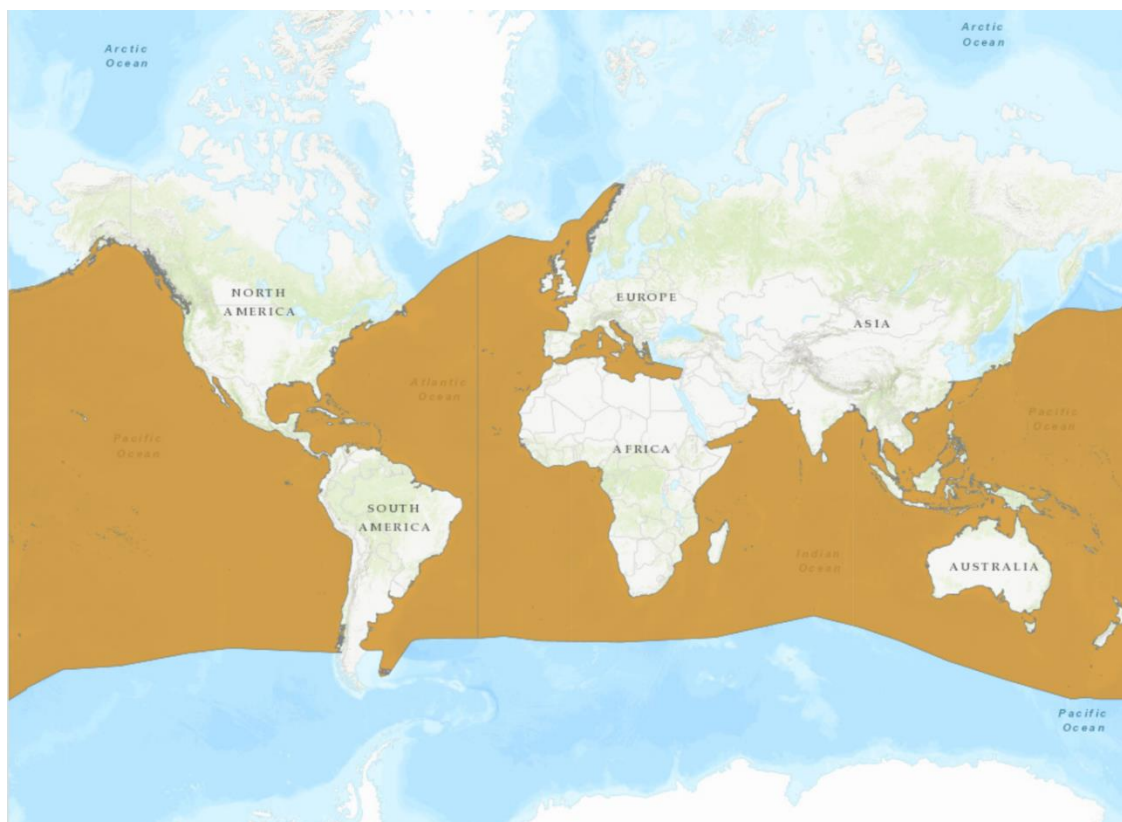 Arctic
Ocean
Arctic
Ocean
NORTH
AMERICA
EUROPE
ASIA
Atlantic
Ocean
Pacific
Ocean
Pacific
Ocean
AFRICA
SOUTH
AMERICA
Indian
Ocean
AUSTRALIA
Pacific
Ocean